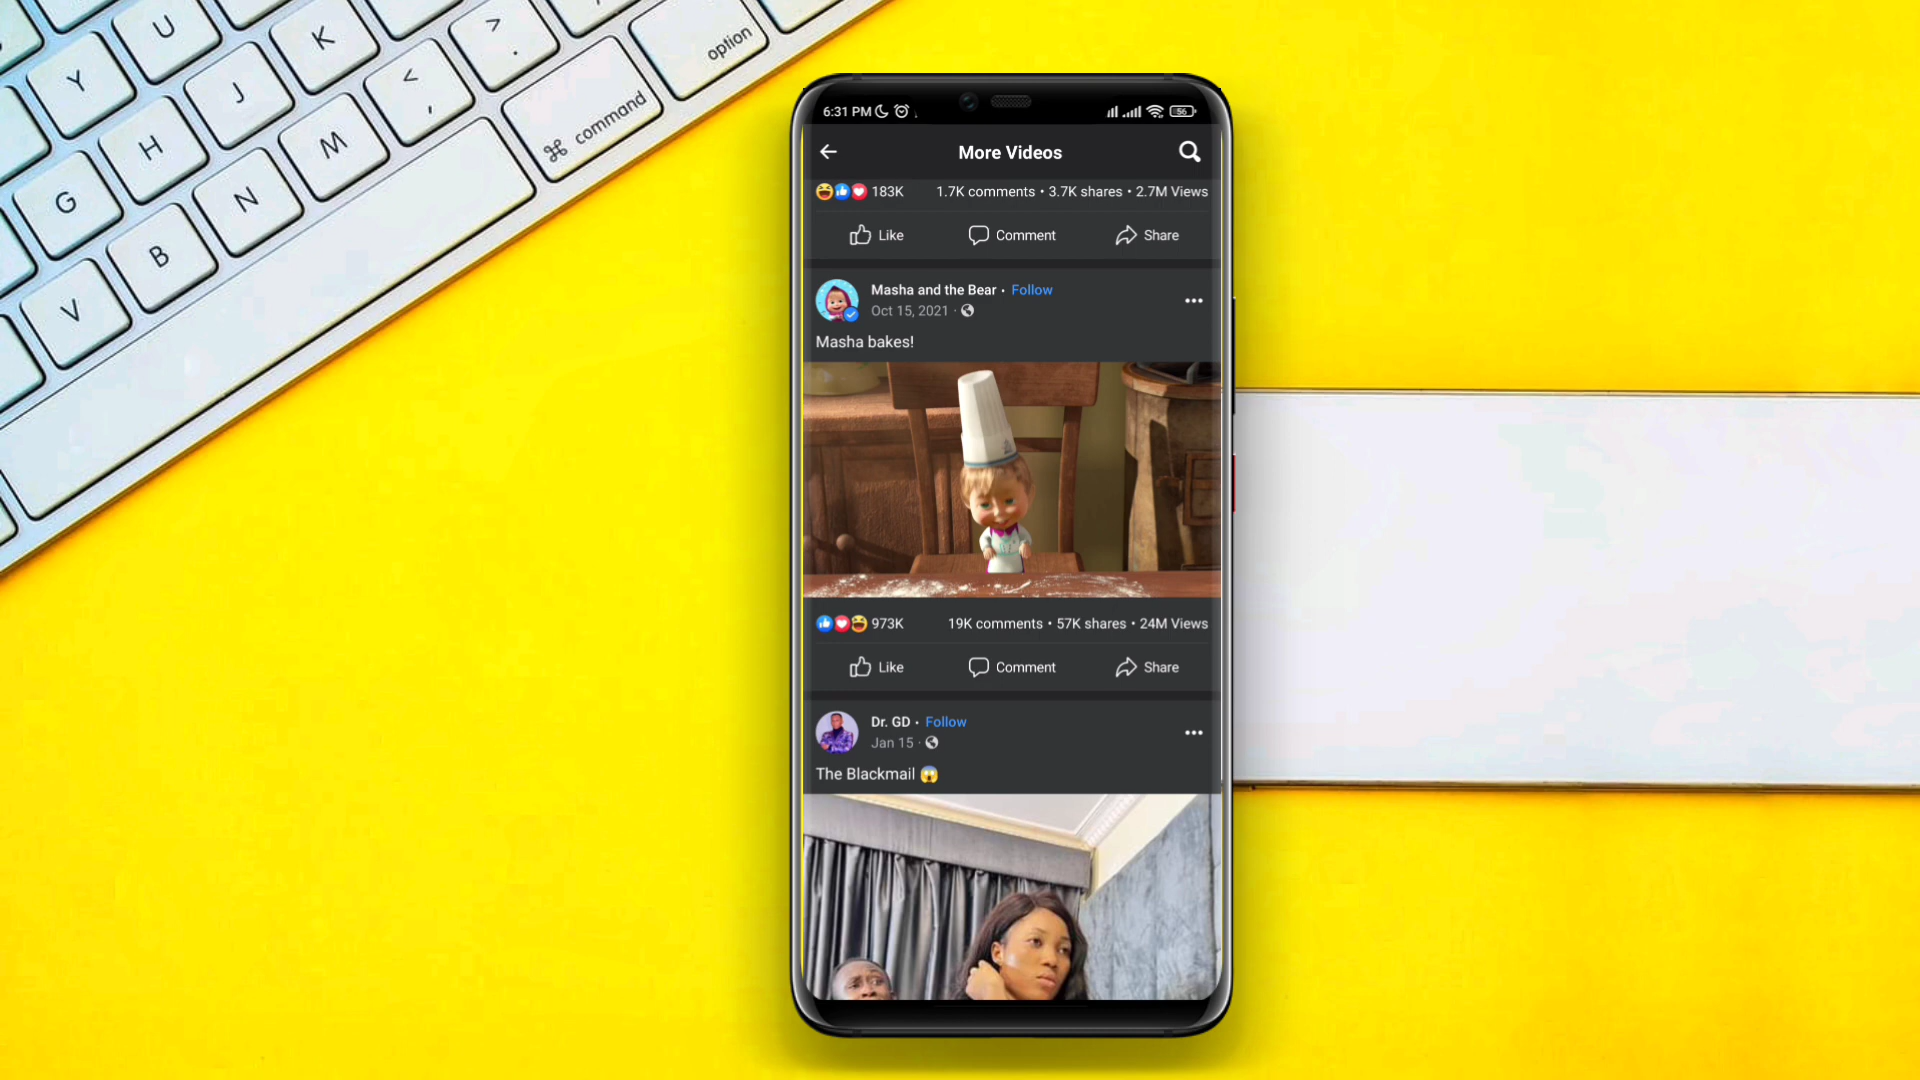 U
K
>
.
option
Y
J
<
,
⌘ command
H
M
G
N
B
V
6:31 PM
56
More Videos
183K 1.7K comments • 3.7K shares • 2.7M Views
Like Comment Share
Masha and the Bear • Follow
Oct 15, 2021 ·
Masha bakes!
973K 19K comments • 57K shares • 24M Views
Like Comment Share
Dr. GD • Follow
Jan 15 ·
The Blackmail 😱